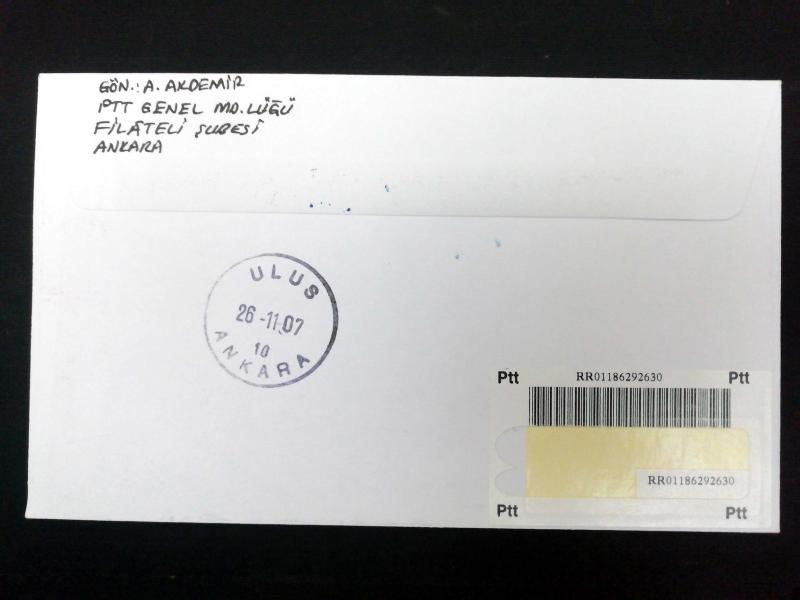 GÖN.: A. AKDEMİR
PTT GENEL MD. LÜĞÜ
FİLATELİ ŞUBESİ
ANKARA
ULUS
26-11.07
10
ANKARA
Ptt RR01186292630 Ptt
RR01186292630
Ptt Ptt